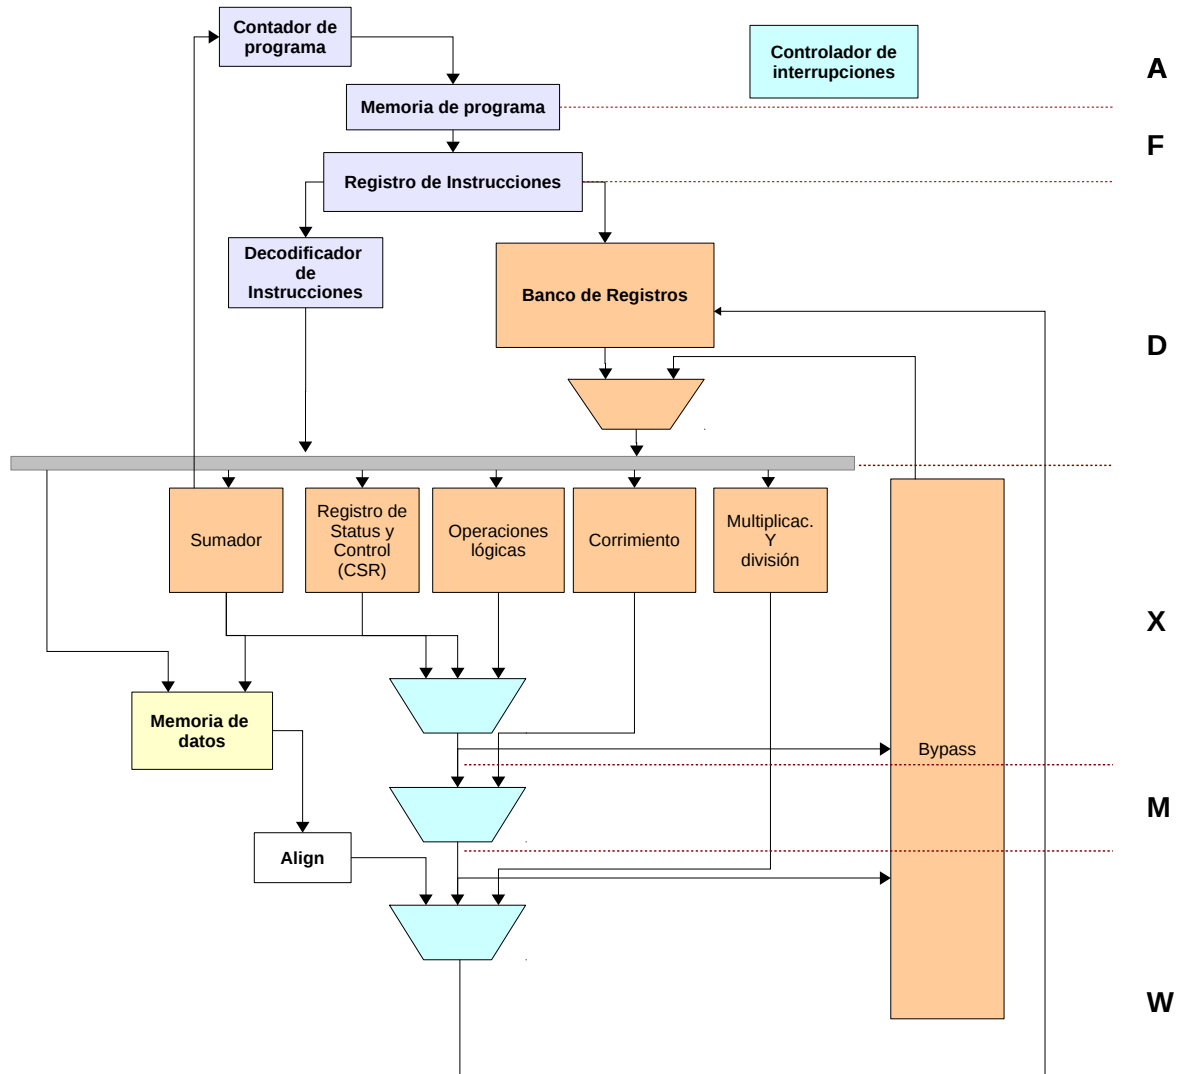 Contador de
programa
Controlador de
interrupciones
A
Memoria de programa
F
Registro de Instrucciones
Decodificador
de
Instrucciones
Banco de Registros
D
Sumador
Registro de
Status y
Control
(CSR)
Operaciones
lógicas
Corrimiento
Multiplicac.
Y
división
X
Memoria de
datos
Bypass
M
Align
W